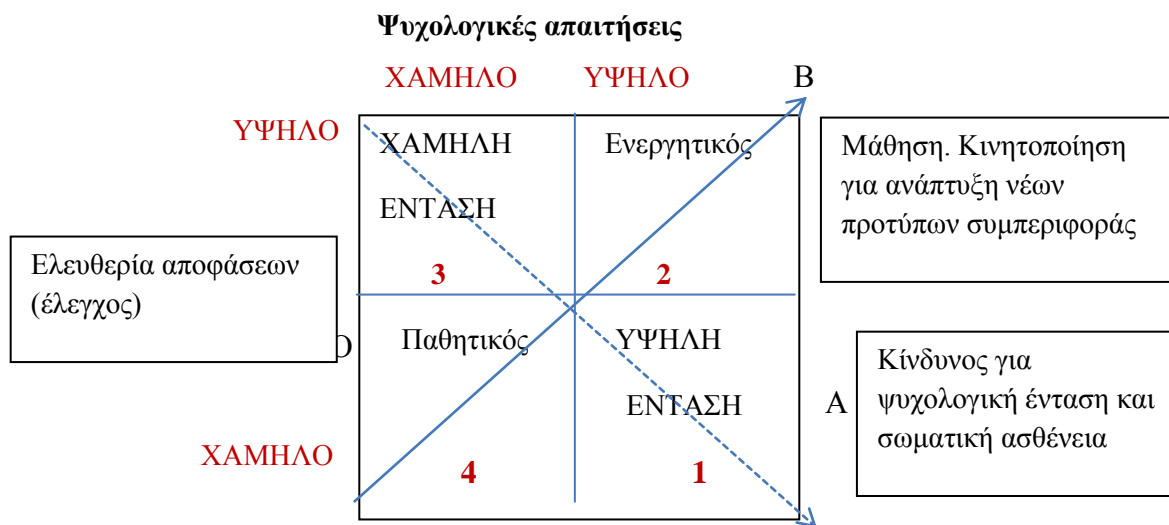 Ψυχολογικές απαιτήσεις
ΧΑΜΗΛΟ ΥΨΗΛΟ B
ΥΨΗΛΟ
ΧΑΜΗΛΗ
ΕΝΤΑΣΗ
3
Ενεργητικός
2
Μάθηση. Κινητοποίηση
για ανάπτυξη νέων
προτύπων συμπεριφοράς
Ελευθερία αποφάσεων
(έλεγχος)
Παθητικός
4
ΥΨΗΛΗ
ΕΝΤΑΣΗ
1
A
Κίνδυνος για
ψυχολογική ένταση και
σωματική ασθένεια
ΧΑΜΗΛΟ